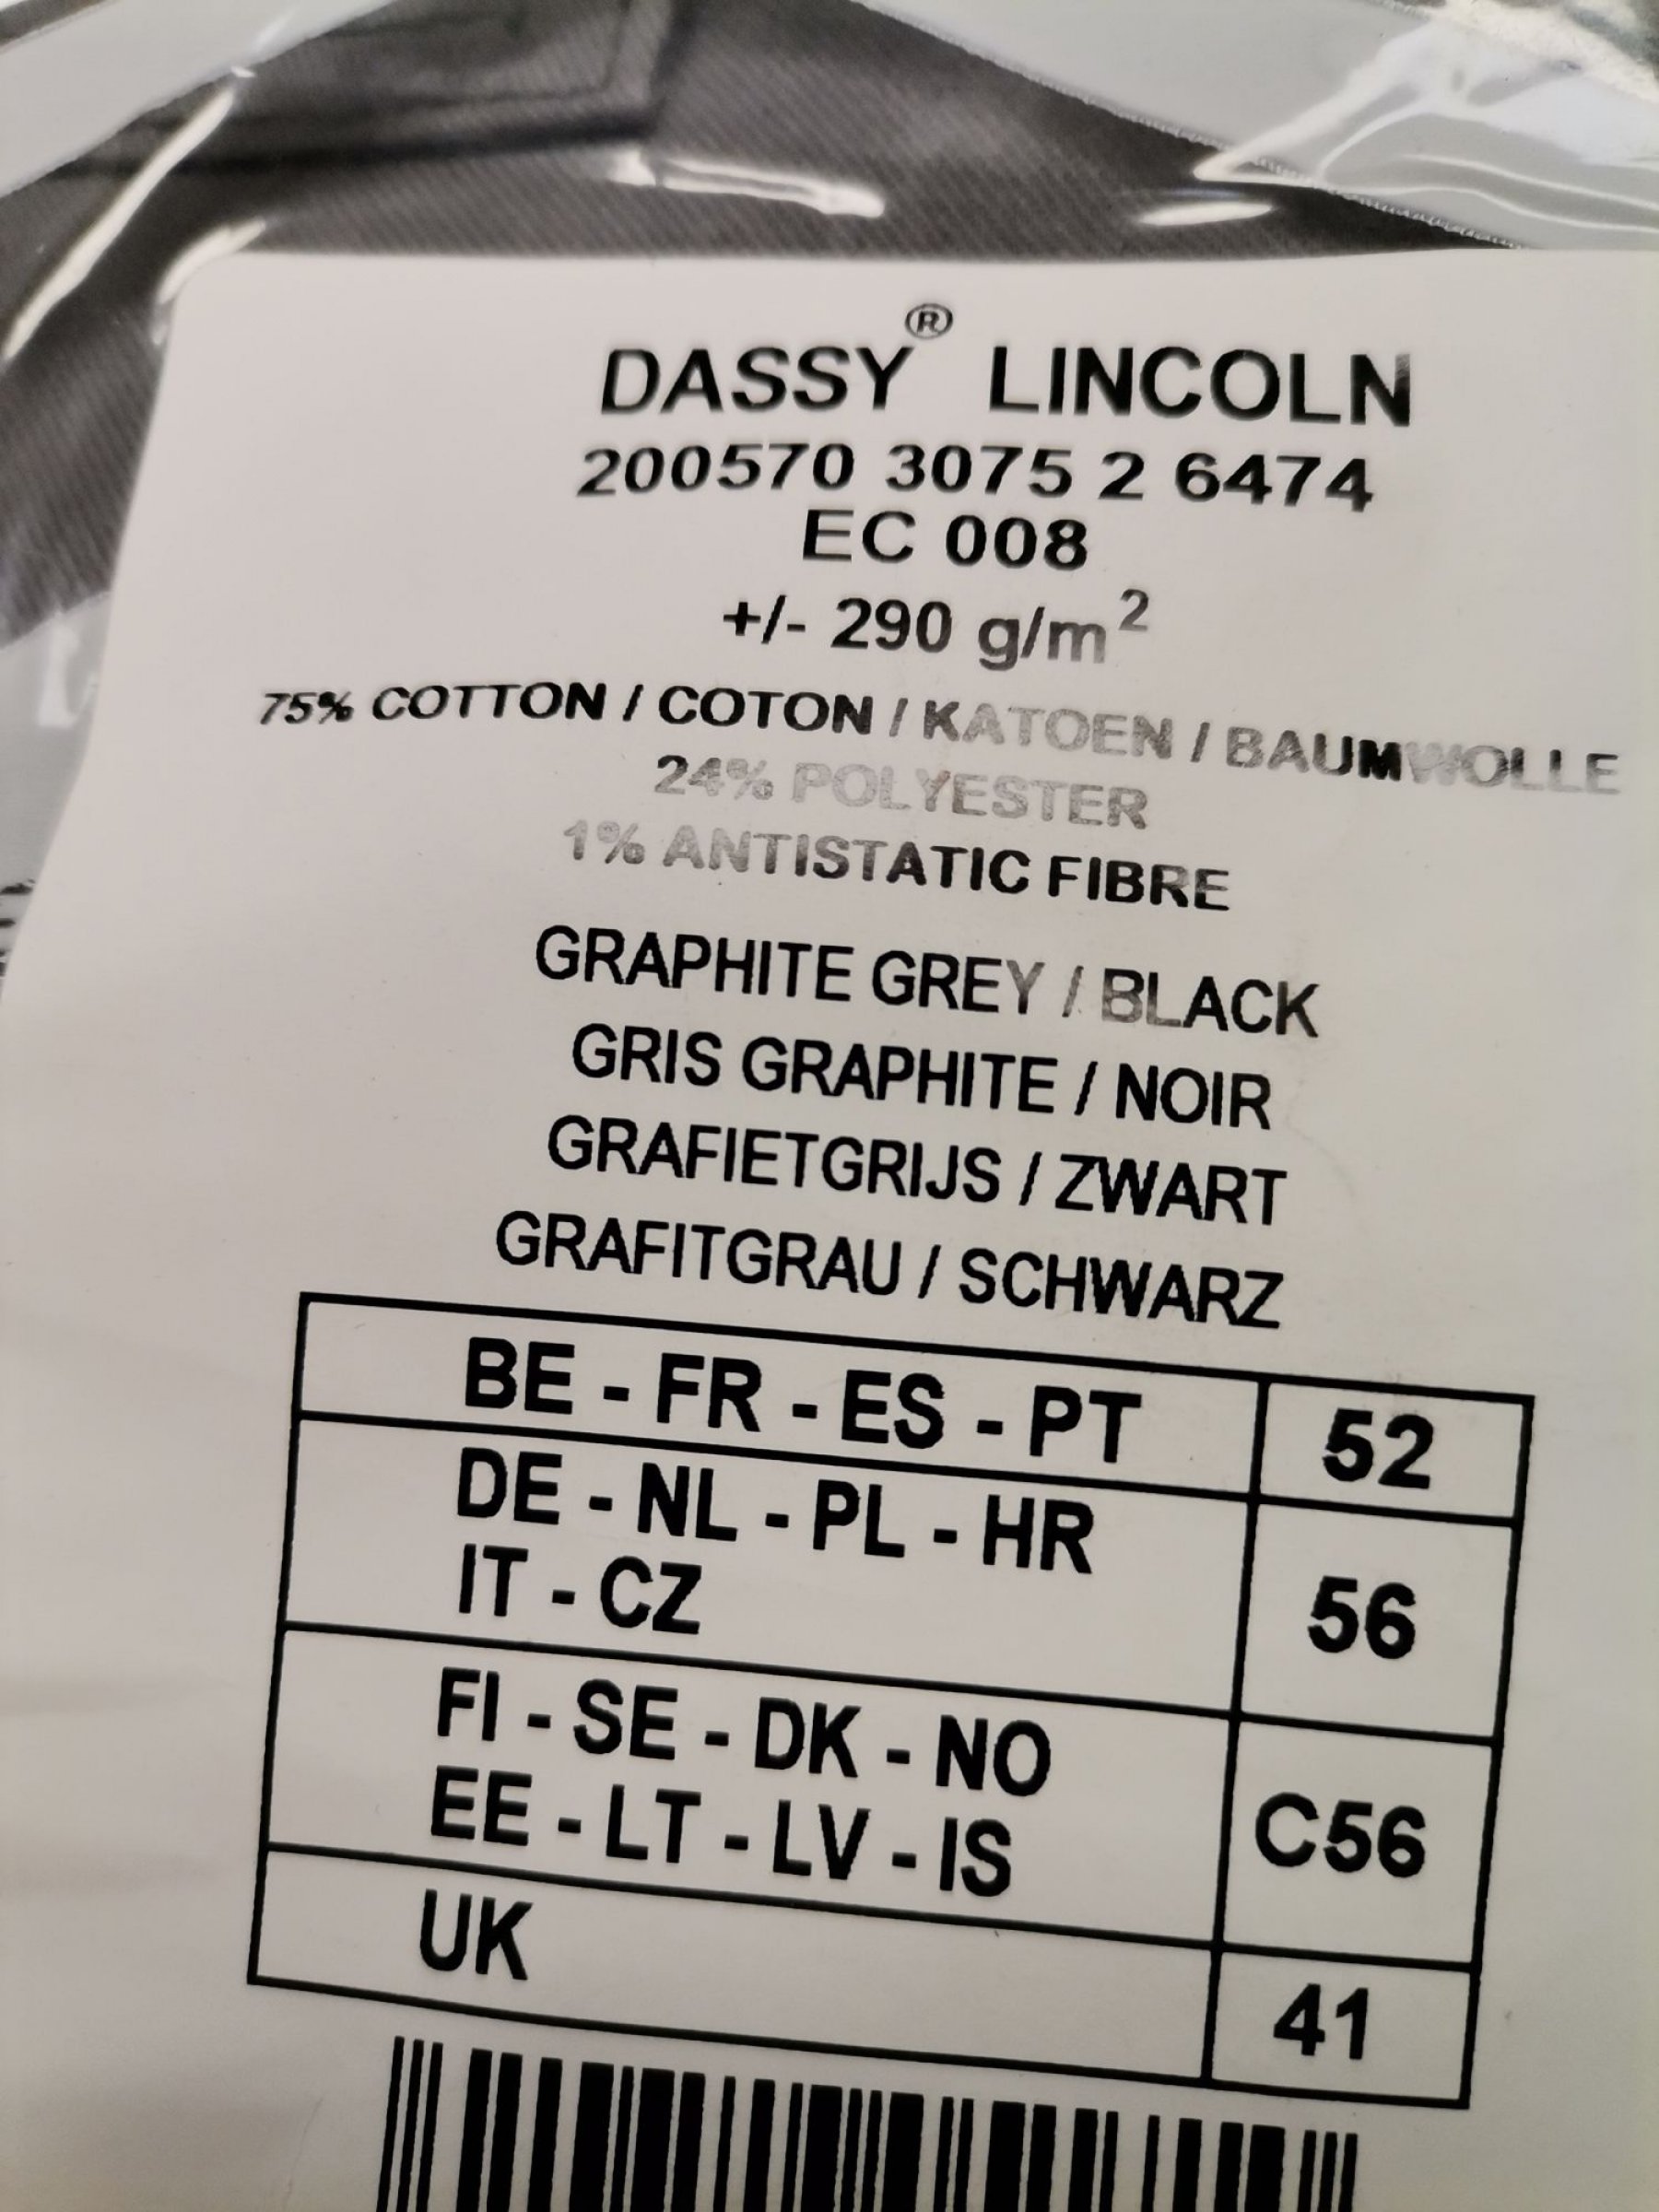 DASSY® LINCOLN
200570 3075 2 6474
EC 008
+/- 290 g/m²
75% COTTON / COTON / KATOEN / BAUMWOLLE
24% POLYESTER
1% ANTISTATIC FIBRE
GRAPHITE GREY / BLACK
GRIS GRAPHITE / NOIR
GRAFIETGRIJS / ZWART
GRAFITGRAU / SCHWARZ
BE - FR - ES - PT 52
DE - NL - PL - HR
IT - CZ 56
FI - SE - DK - NO
EE - LT - LV - IS C56
UK 41